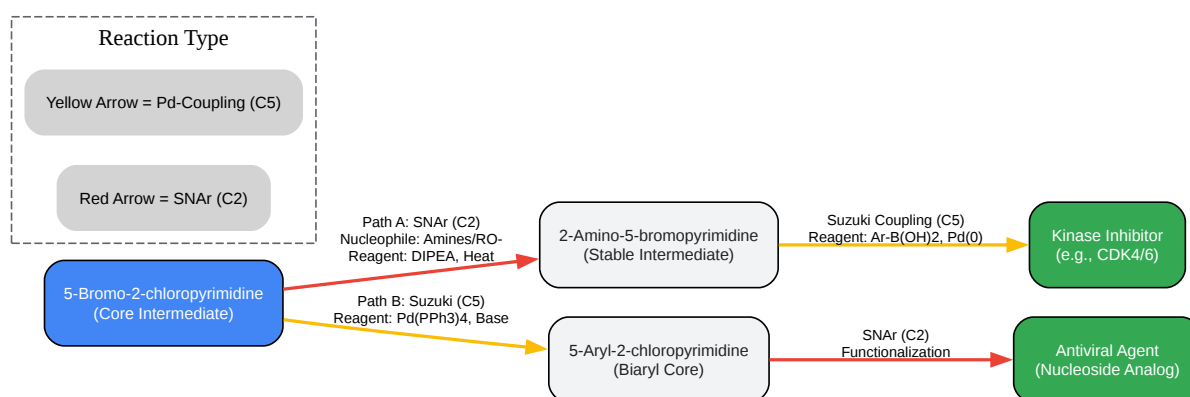 Reaction Type
Yellow Arrow = Pd-Coupling (C5)
Red Arrow = SNAr (C2)
5-Bromo-2-chloropyrimidine
(Core Intermediate)
Path A: SNAr (C2)
Nucleophile: Amines/RO-
Reagent: DIPEA, Heat
Path B: Suzuki (C5)
Reagent: Pd(PPh3)4, Base
2-Amino-5-bromopyrimidine
(Stable Intermediate)
Suzuki Coupling (C5)
Reagent: Ar-B(OH)2, Pd(0)
Kinase Inhibitor
(e.g., CDK4/6)
5-Aryl-2-chloropyrimidine
(Biaryl Core)
SNAr (C2)
Functionalization
Antiviral Agent
(Nucleoside Analog)